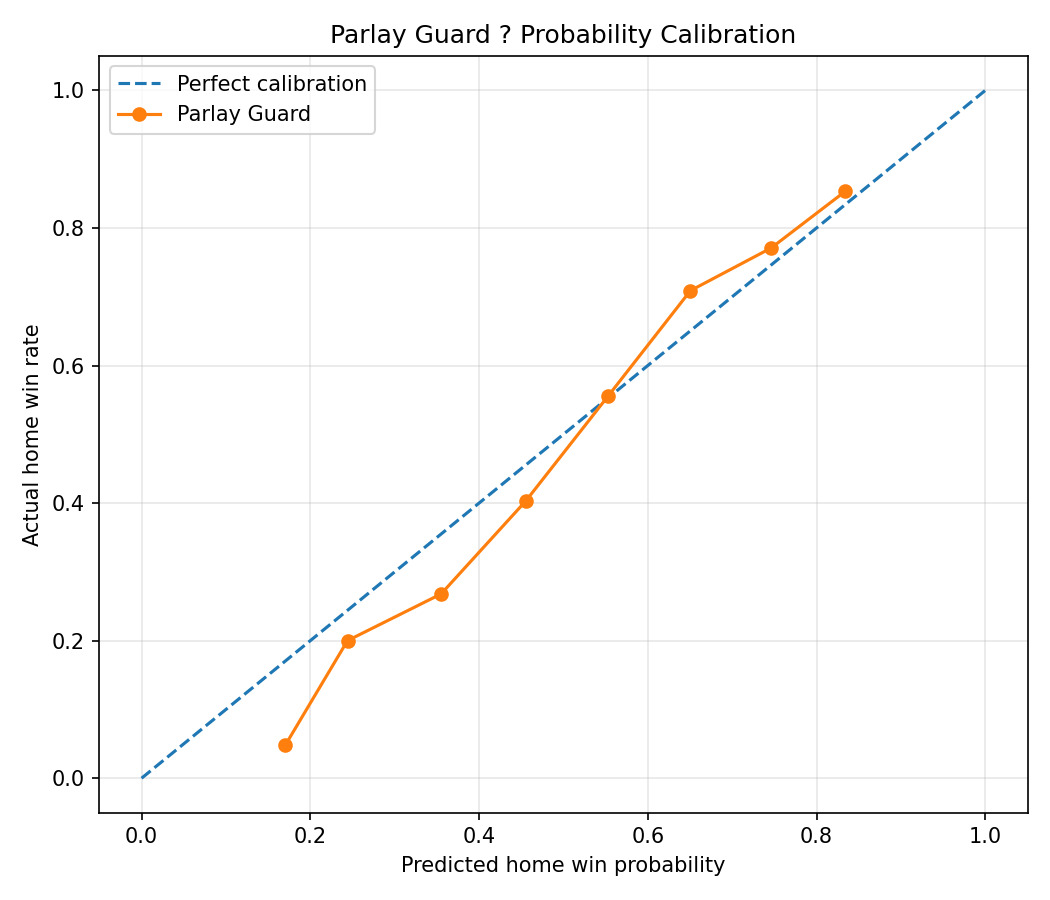 Parlay Guard ? Probability Calibration
Perfect calibration
Parlay Guard
1.0
0.8
0.6
0.4
0.2
0.0
Actual home win rate
0.0 0.2 0.4 0.6 0.8 1.0
Predicted home win probability